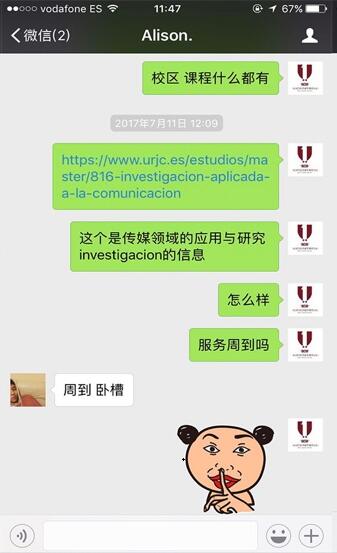 vodafone ES
11:47
67%
微信(2)
Alison.
校区 课程什么都有
2017年7月11日 12:09
https://www.urjc.es/estudios/ma
ster/816-investigacion-aplicada-
a-la-comunicacion
这个是传媒领域的应用与研究
investigacion的信息
怎么样
服务周到吗
周到 卧槽